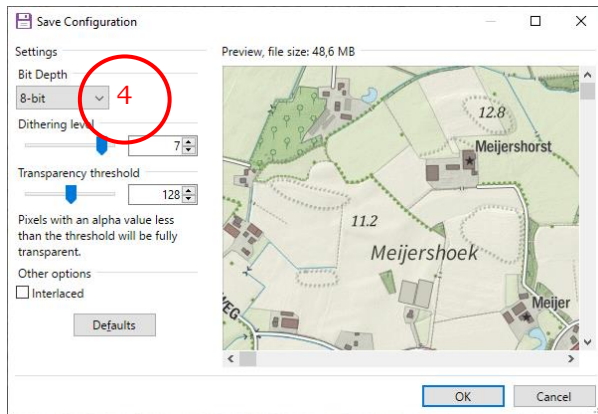 Save Configuration
Settings
Bit Depth
8-bit
4
Dithering level
7
Transparency threshold
128
Pixels with an alpha value less
than the threshold will be fully
transparent.
Other options
Interlaced
Defaults
Preview, file size: 48,6 MB
12.8
Meijershorst
11.2
Meijershoek
WEG
Meijer
OK
Cancel